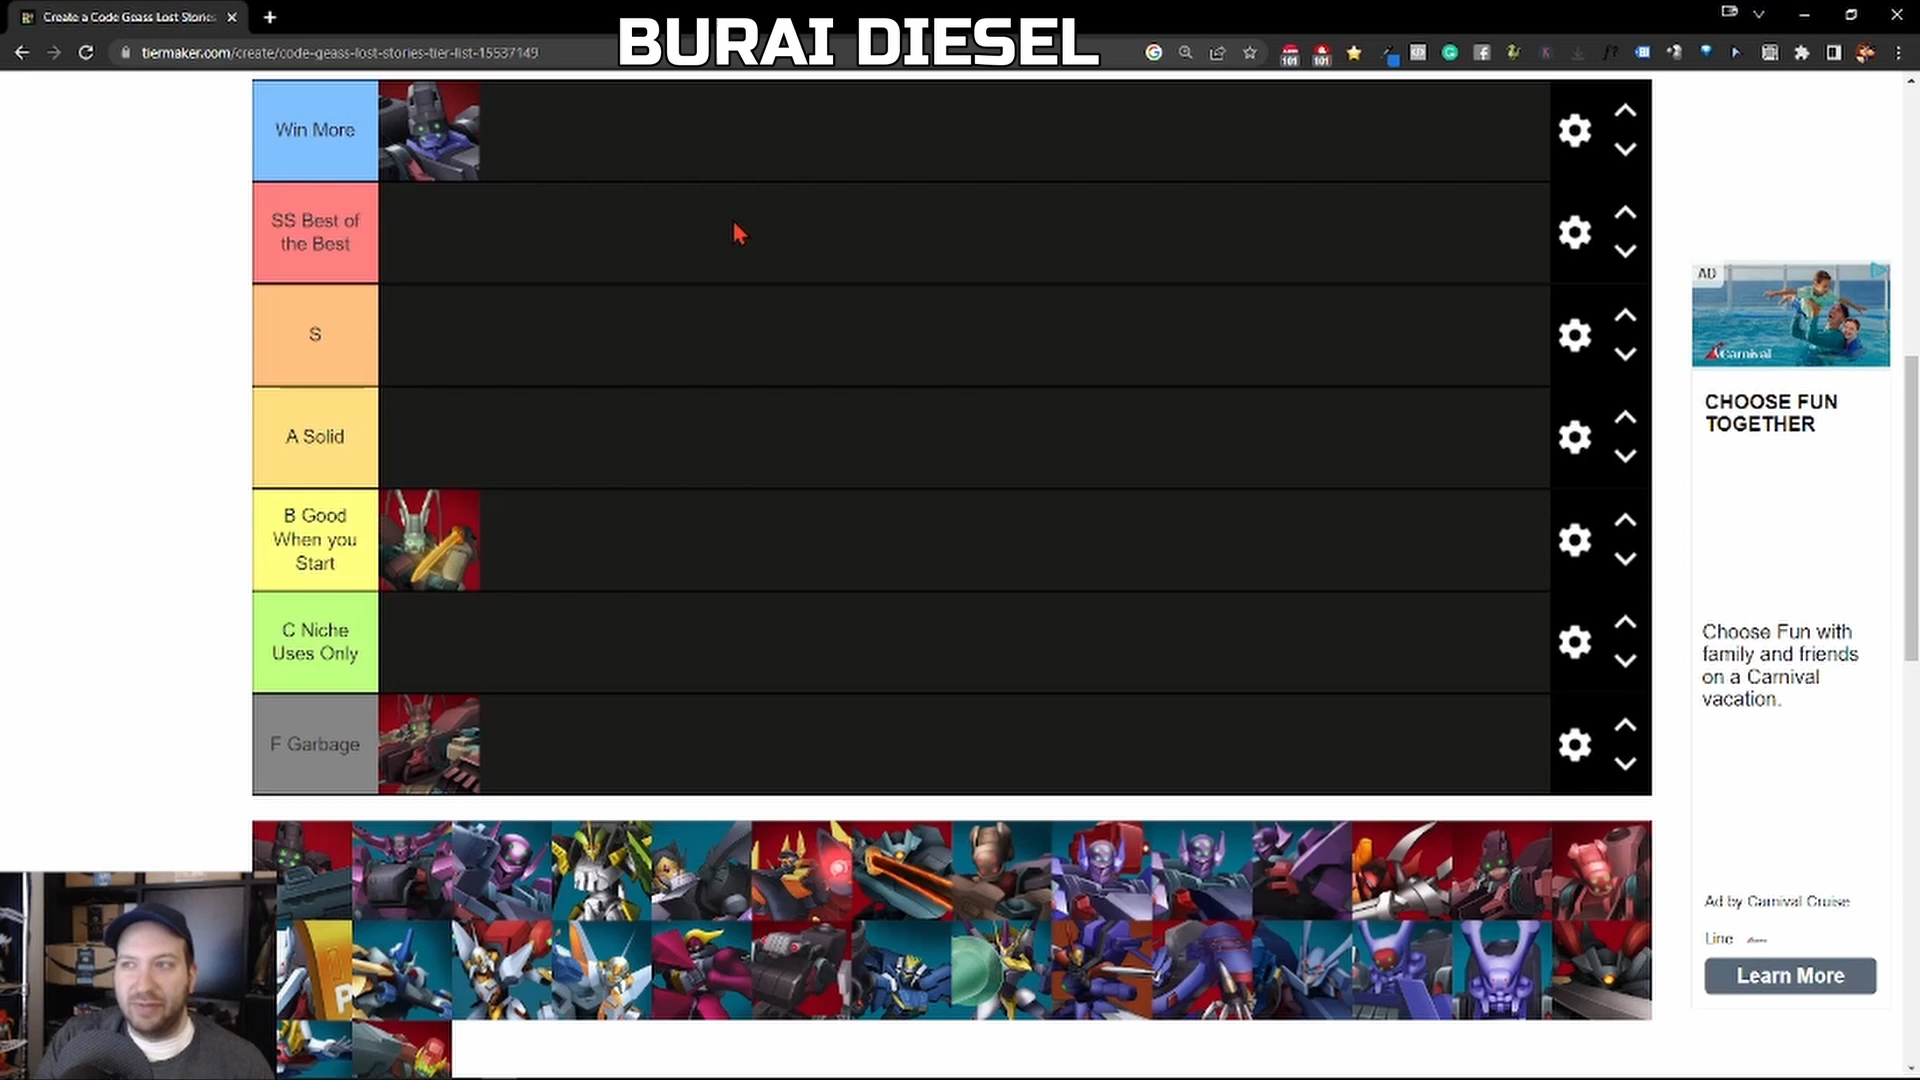 Create a Code Geass Lost Stories
tiermaker.com/create/code-geass-lost-stories-tier-list-15537149
BURAI DIESEL
101
101
Win More
SS Best of
the Best
S
A Solid
B Good
When you
Start
C Niche
Uses Only
F Garbage
AD
Carnival
CHOOSE FUN
TOGETHER
Choose Fun with
family and friends
on a Carnival
vacation.
Ad by Carnival Cruise
Line
Learn More
P